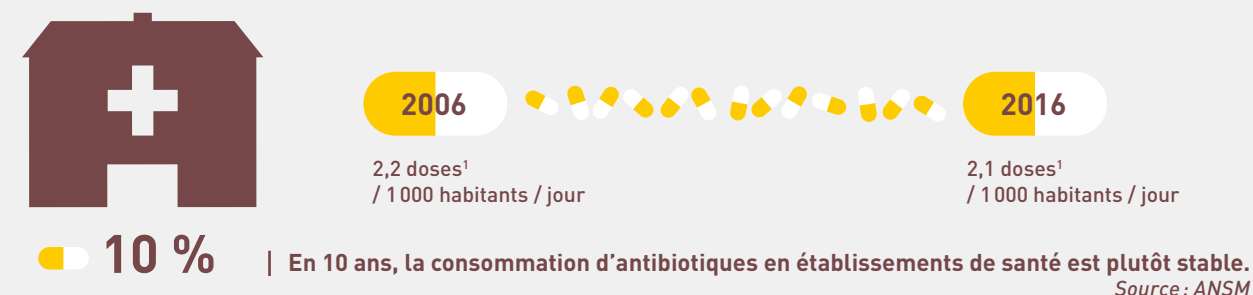 2006
2016
2,2 doses¹
/ 1 000 habitants / jour
2,1 doses¹
/ 1 000 habitants / jour
10 %
| En 10 ans, la consommation d’antibiotiques en établissements de santé est plutôt stable.
Source : ANSM